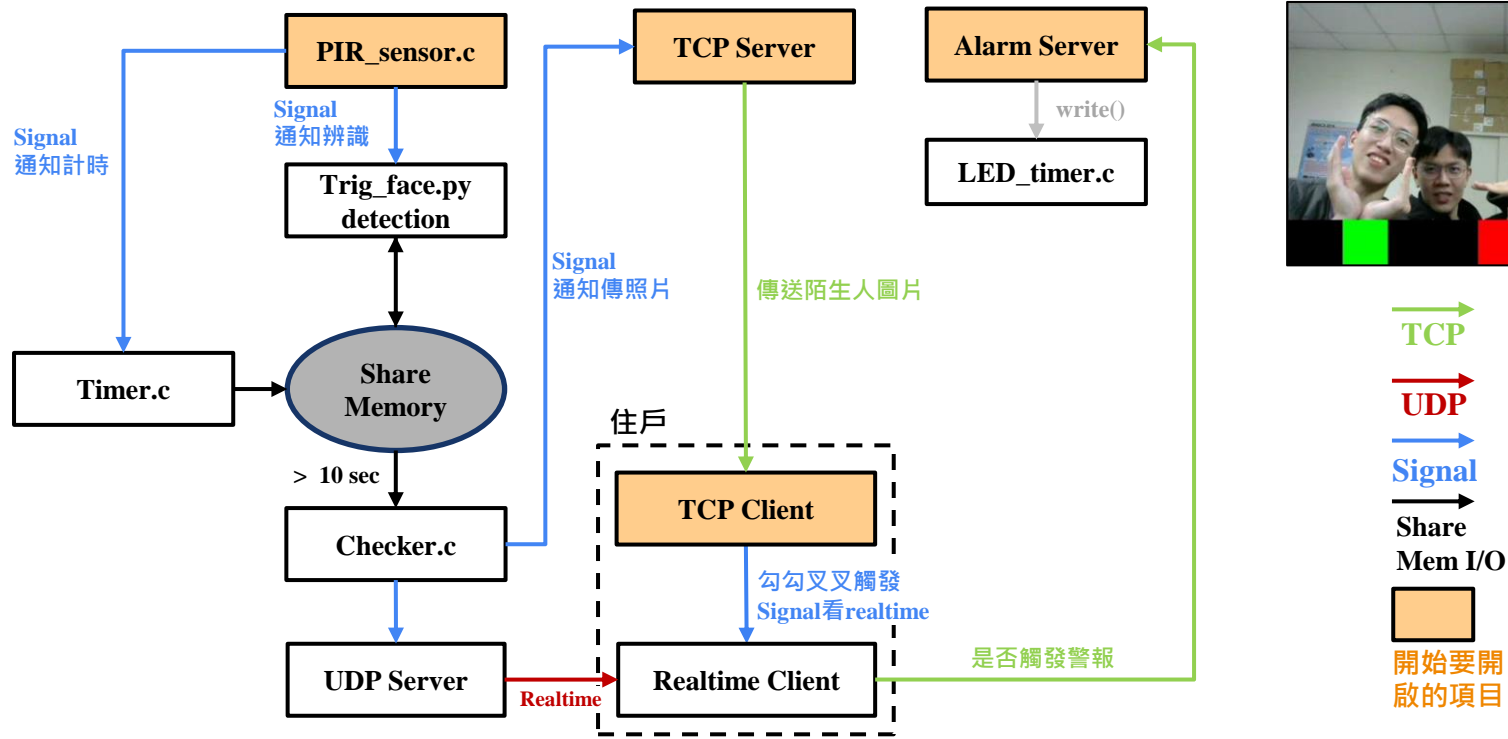 PIR_sensor.c
TCP Server
Alarm Server
Signal
通知計時
Signal
通知辨識
write()
Trig_face.py
detection
LED_timer.c
Signal
通知傳照片
傳送陌生人圖片
Timer.c
Share
Memory
> 10 sec
住戶
TCP Client
Checker.c
勾勾叉叉觸發
Signal看realtime
UDP Server
Realtime
Realtime Client
是否觸發警報
TCP
UDP
Signal
Share
Mem I/O
開始要開
啟的項目